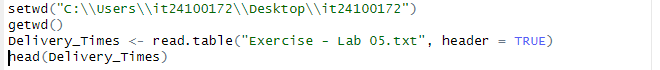 setwd("C:\\Users\\it24100172\\Desktop\\it24100172")
getwd()
Delivery_Times <- read.table("Exercise - Lab 05.txt", header = TRUE)
head(Delivery_Times)